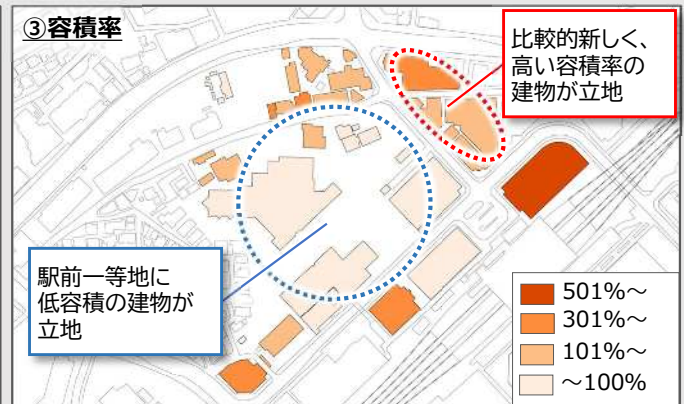 ③容積率
比較的新しく、
高い容積率の
建物が立地
駅前一等地に
低容積の建物が
立地
501%～
301%～
101%～
～100%